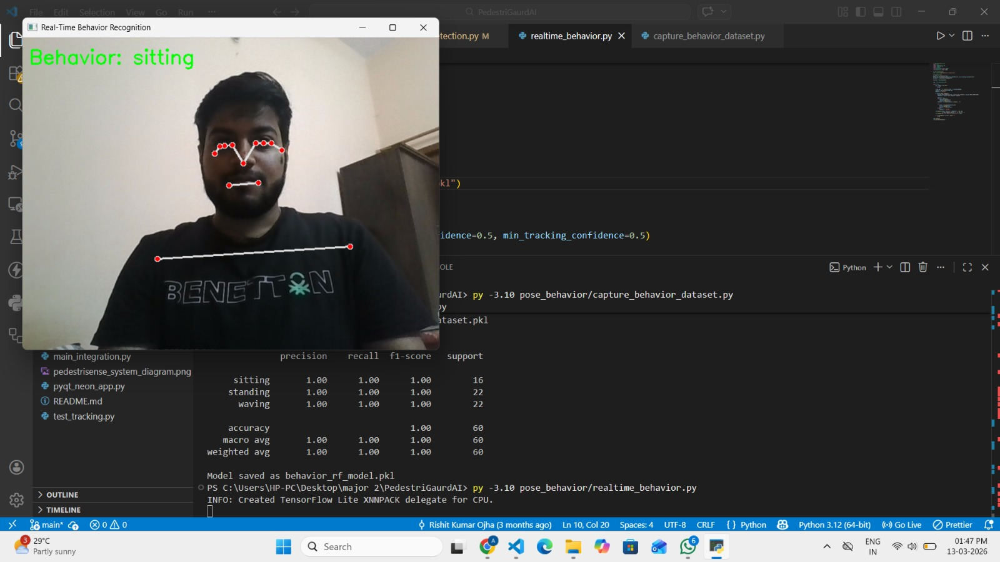 File Edit Selection View Go Run ···
PedestriGaurdAI
Real-Time Behavior Recognition
tection.py M
realtime_behavior.py
capture_behavior_dataset.py
Behavior: sitting
BENETTON
kl")
idence=0.5, min_tracking_confidence=0.5)
OLE
Python
urdAI> py -3.10 pose_behavior/capture_behavior_dataset.py
py
ataset.pkl
main_integration.py
pedestrisense_system_diagram.png
pyqt_neon_app.py
README.md
test_tracking.py
OUTLINE
TIMELINE
precision recall f1-score support
sitting 1.00 1.00 1.00 16
standing 1.00 1.00 1.00 22
waving 1.00 1.00 1.00 22
accuracy 1.00 60
macro avg 1.00 1.00 1.00 60
weighted avg 1.00 1.00 1.00 60
Model saved as behavior_rf_model.pkl
PS C:\Users\HP-PC\Desktop\major 2\PedestriGaurdAI> py -3.10 pose_behavior/realtime_behavior.py
INFO: Created TensorFlow Lite XNNPACK delegate for CPU.
main* 0 0 Rishit Kumar Ojha (3 months ago) Ln 10, Col 20 Spaces: 4 UTF-8 CRLF { } Python Python 3.12 (64-bit) Go Live Prettier
3
29°C
Partly sunny
Search
A
6
ENG
IN
01:47 PM
13-03-2026